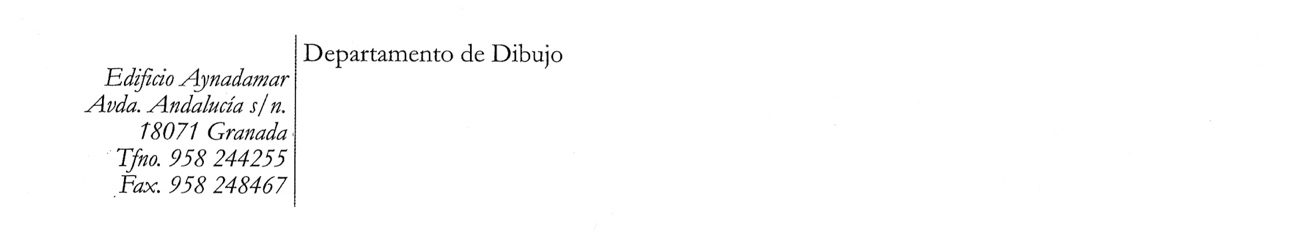 Departamento de Dibujo
Edificio Aynadamar
Avda. Andalucía s/n.
18071 Granada
Tfno. 958 244255
Fax. 958 248467